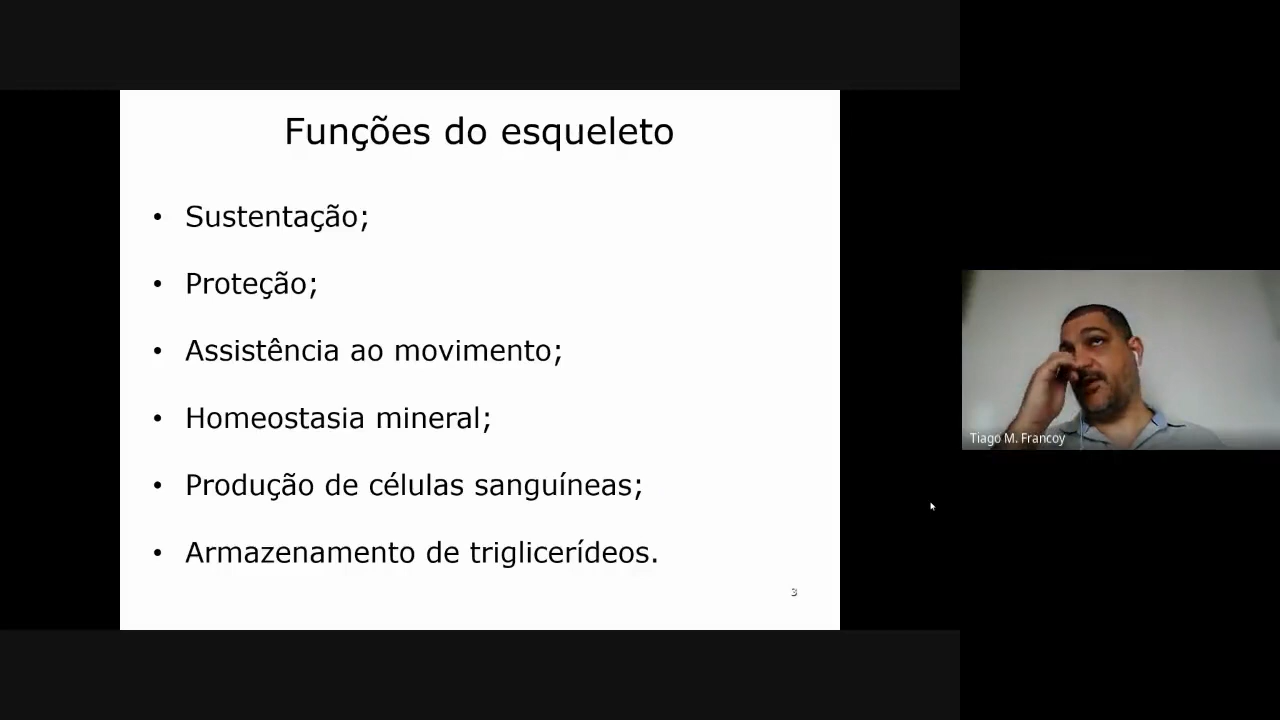 Funções do esqueleto
• Sustentação;
• Proteção;
• Assistência ao movimento;
• Homeostasia mineral;
• Produção de células sanguíneas;
• Armazenamento de triglicerídeos.
3
Tiago M. Francoy